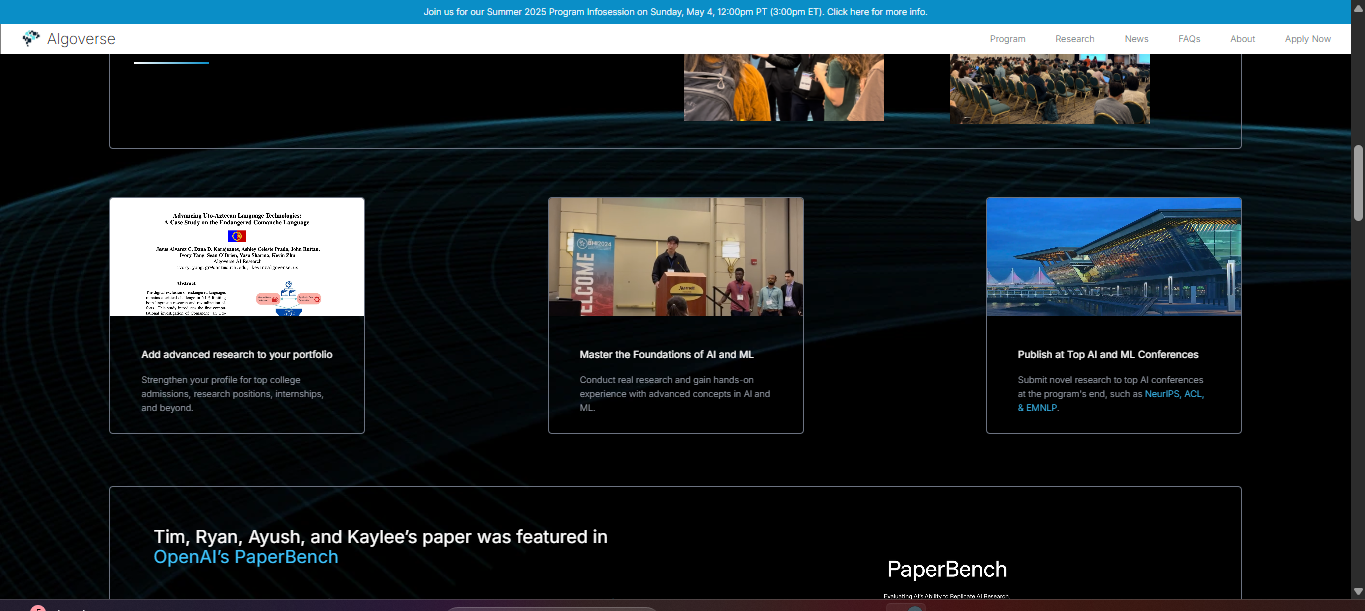 Join us for our Summer 2025 Program Infosession on Sunday, May 4, 12:00pm PT (3:00pm ET). Click here for more info.
Algoverse
Program
Research
News
FAQs
About
Apply Now
Advancing Uto-Aztecan Language Technologies:
A Case Study on the Endangered Comanche Language
Algoverse AI Research
Abstract
Add advanced research to your portfolio
Strengthen your profile for top college
admissions, research positions, internships,
and beyond.
ELCOME
Master the Foundations of AI and ML
Conduct real research and gain hands-on
experience with advanced concepts in AI and
ML.
Publish at Top AI and ML Conferences
Submit novel research to top AI conferences
at the program's end, such as NeurIPS, ACL,
& EMNLP.
Tim, Ryan, Ayush, and Kaylee’s paper was featured in
OpenAI’s PaperBench
PaperBench
Evaluating AI's Ability to Replicate AI Research